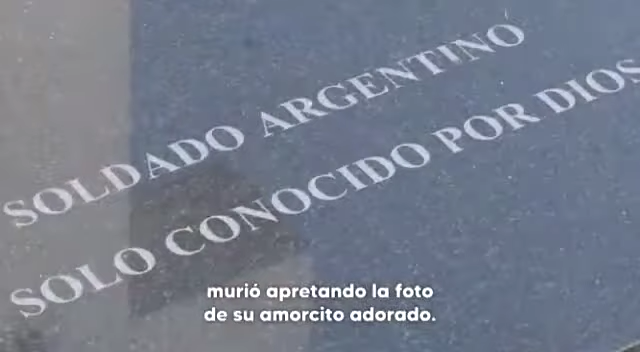 SOLDADO ARGENTINO
SOLO CONOCIDO POR DIOS
murió apretando la foto
de su amorcito adorado.